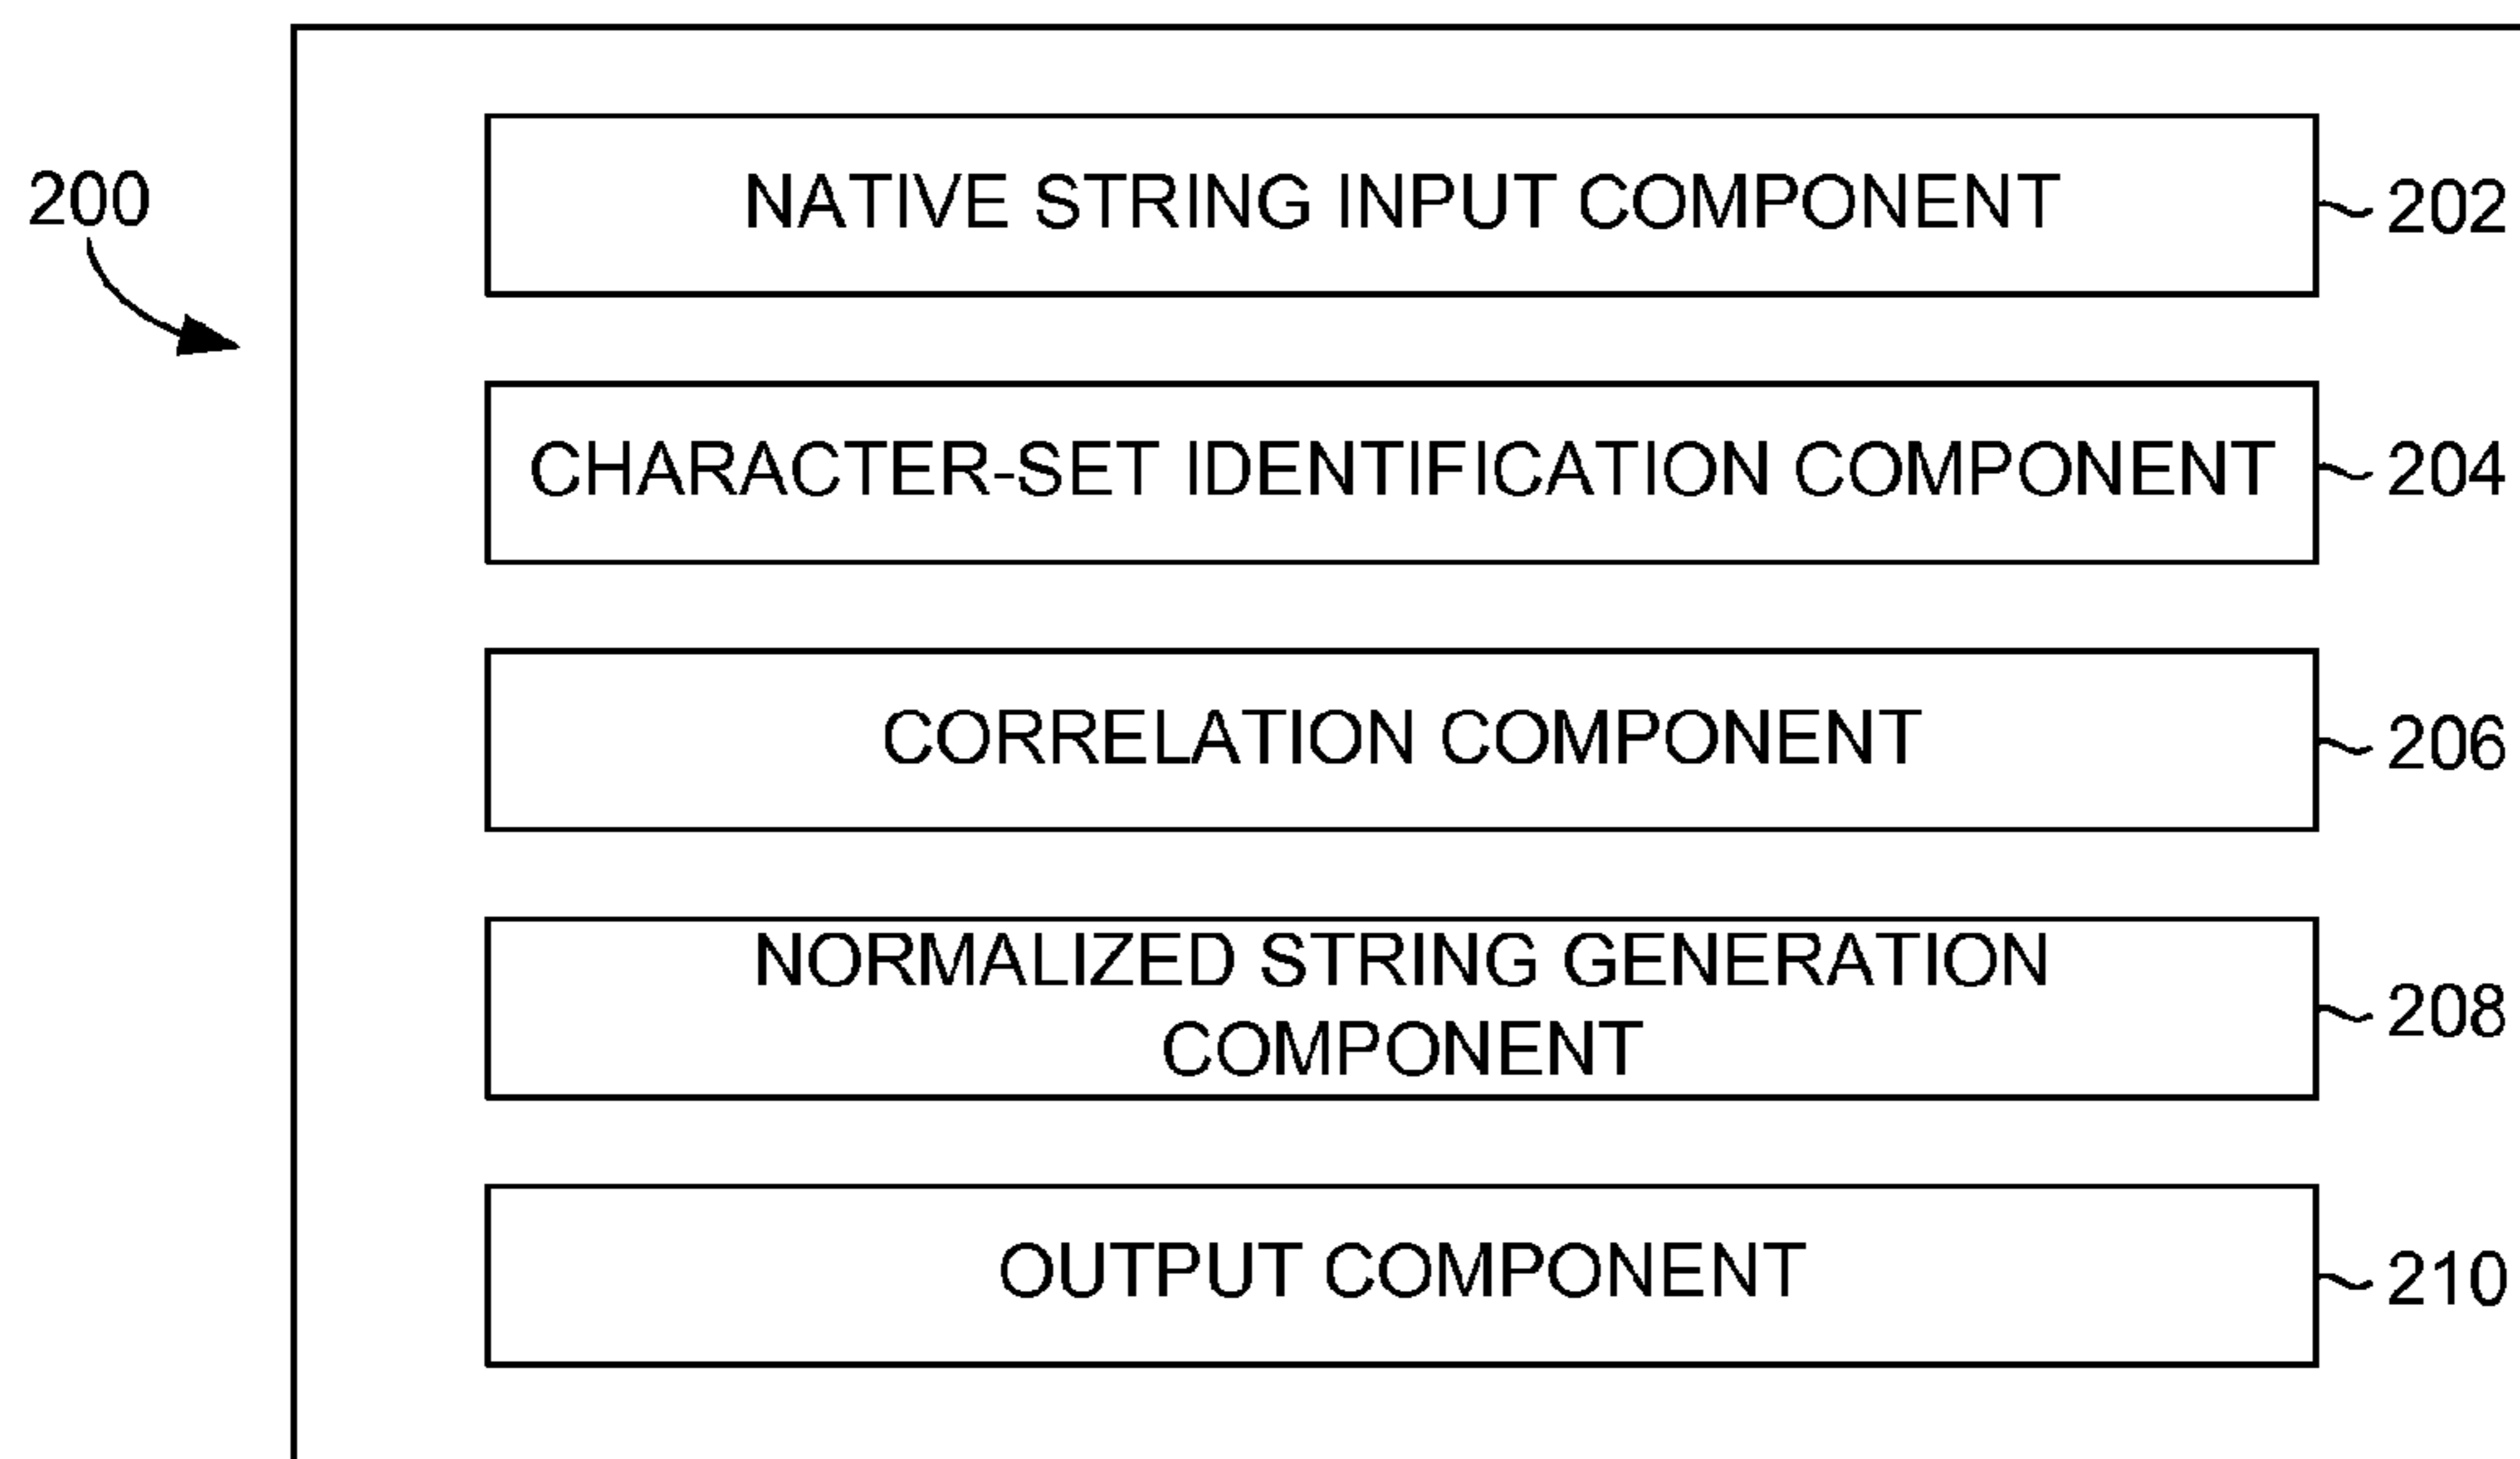 200
NATIVE STRING INPUT COMPONENT
202
CHARACTER-SET IDENTIFICATION COMPONENT
204
CORRELATION COMPONENT
206
NORMALIZED STRING GENERATION
COMPONENT
208
OUTPUT COMPONENT
210